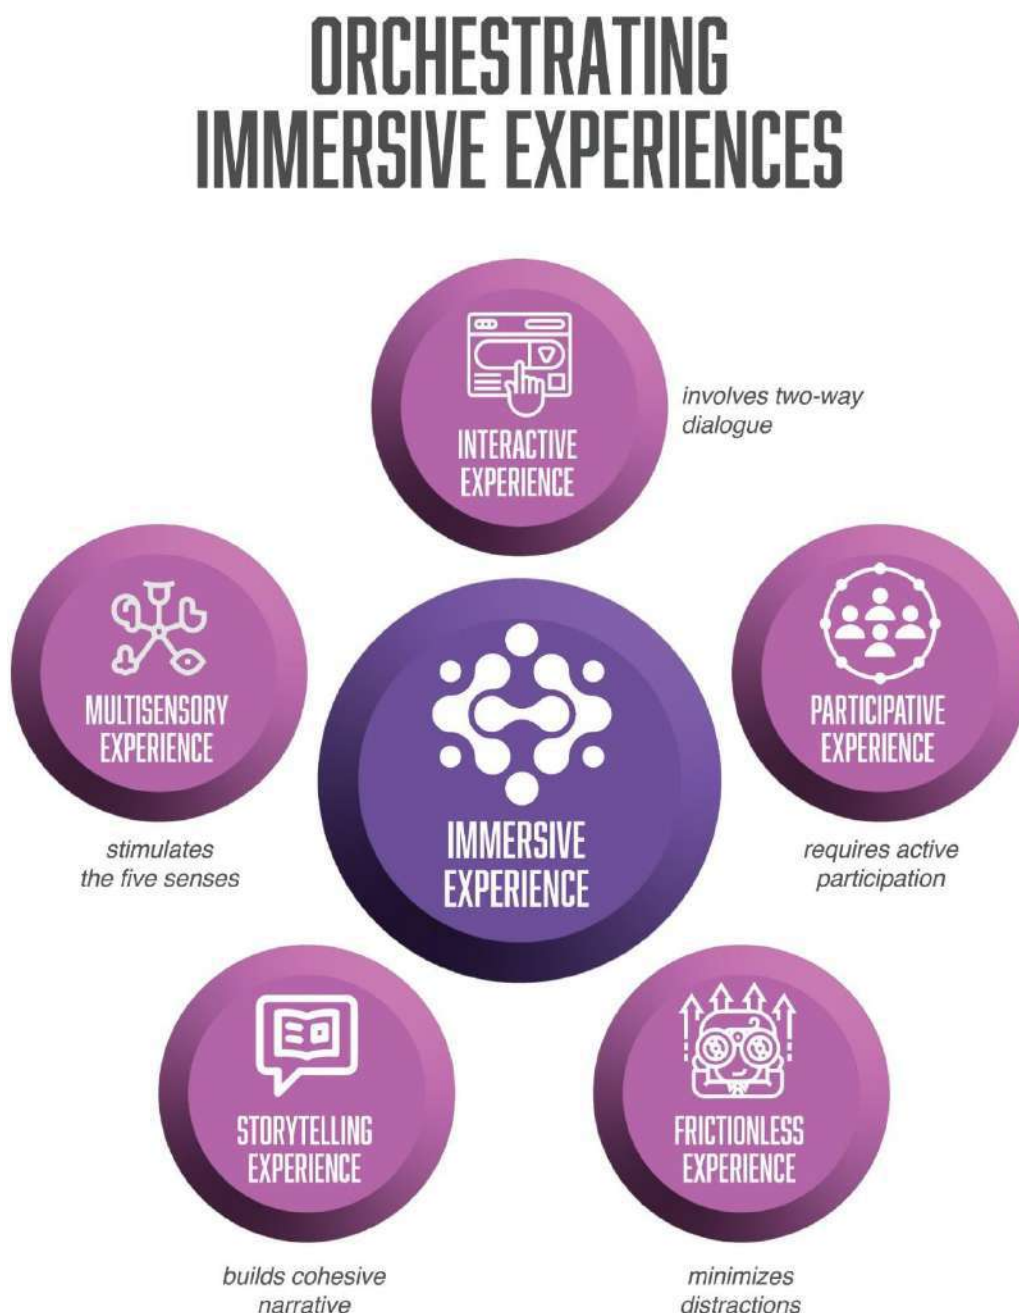 ORCHESTRATING
IMMERSIVE EXPERIENCES
INTERACTIVE
EXPERIENCE
involves two-way
dialogue
MULTISENSORY
EXPERIENCE
stimulates
the five senses
PARTICIPATIVE
EXPERIENCE
requires active
participation
IMMERSIVE
EXPERIENCE
STORYTELLING
EXPERIENCE
builds cohesive
narrative
FRICTIONLESS
EXPERIENCE
minimizes
distractions